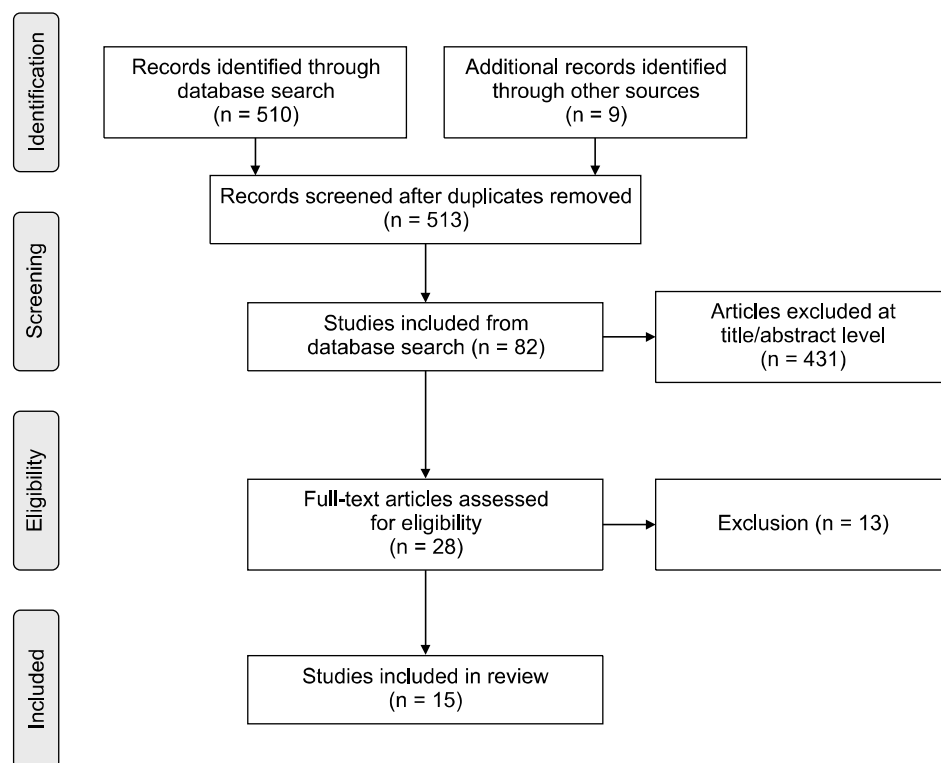 Identification
Records identified through
database search
(n = 510)
Additional records identified
through other sources
(n = 9)
Records screened after duplicates removed
(n = 513)
Screening
Studies included from
database search (n = 82)
Articles excluded at
title/abstract level
(n = 431)
Eligibility
Full-text articles assessed
for eligibility
(n = 28)
Exclusion (n = 13)
Included
Studies included in review
(n = 15)